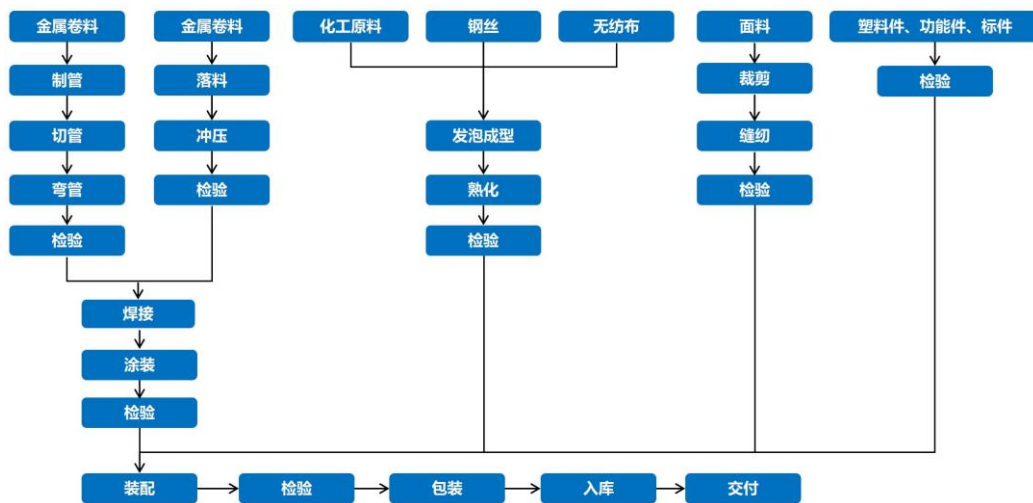 金属卷料
金属卷料
化工原料
钢丝
无纺布
面料
塑料件、功能件、标件
制管
落料
裁剪
检验
切管
冲压
发泡成型
缝纫
弯管
检验
熟化
检验
检验
检验
焊接
涂装
检验
装配
检验
包装
入库
交付